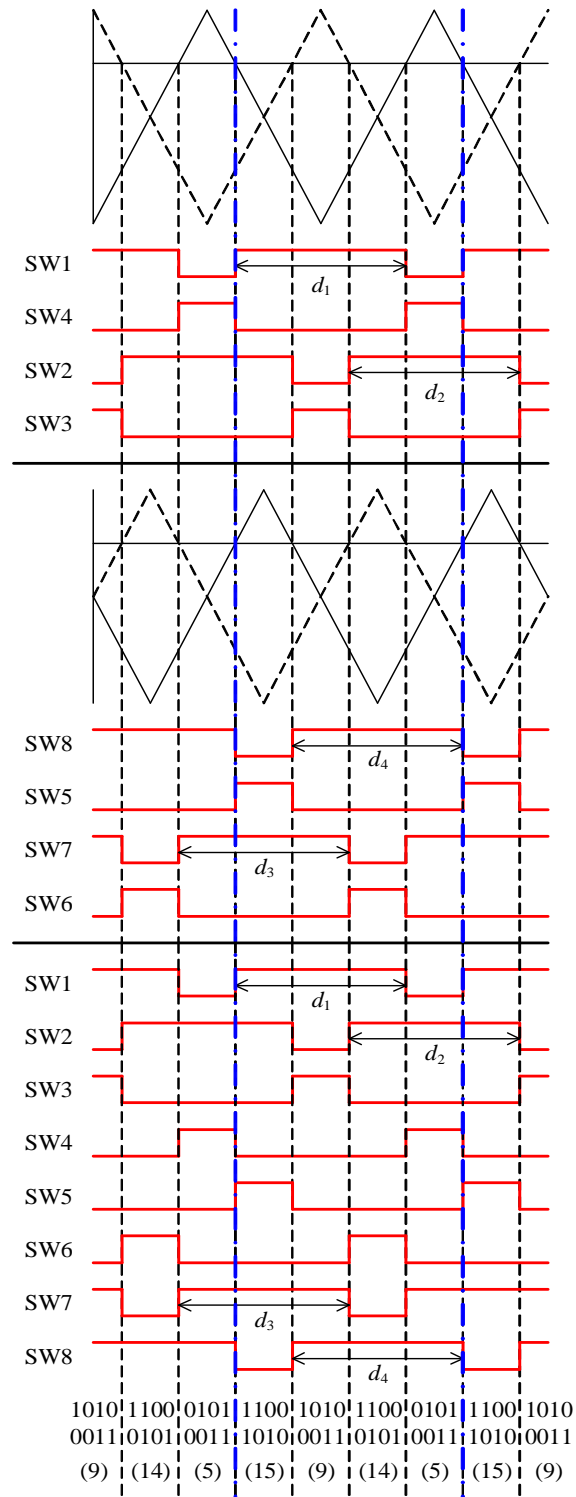 SW1
d1
SW4
SW2
d2
SW3
SW8
d4
SW5
SW7
d3
SW6
SW1
d1
SW2
d2
SW3
SW4
SW5
SW6
SW7
d3
SW8
d4
1010 1100 0101 1100 1010 1100 0101 1100 1010
0011 0101 0011 1010 0011 0101 0011 1010 0011
(9) (14) (5) (15) (9) (14) (5) (15) (9)